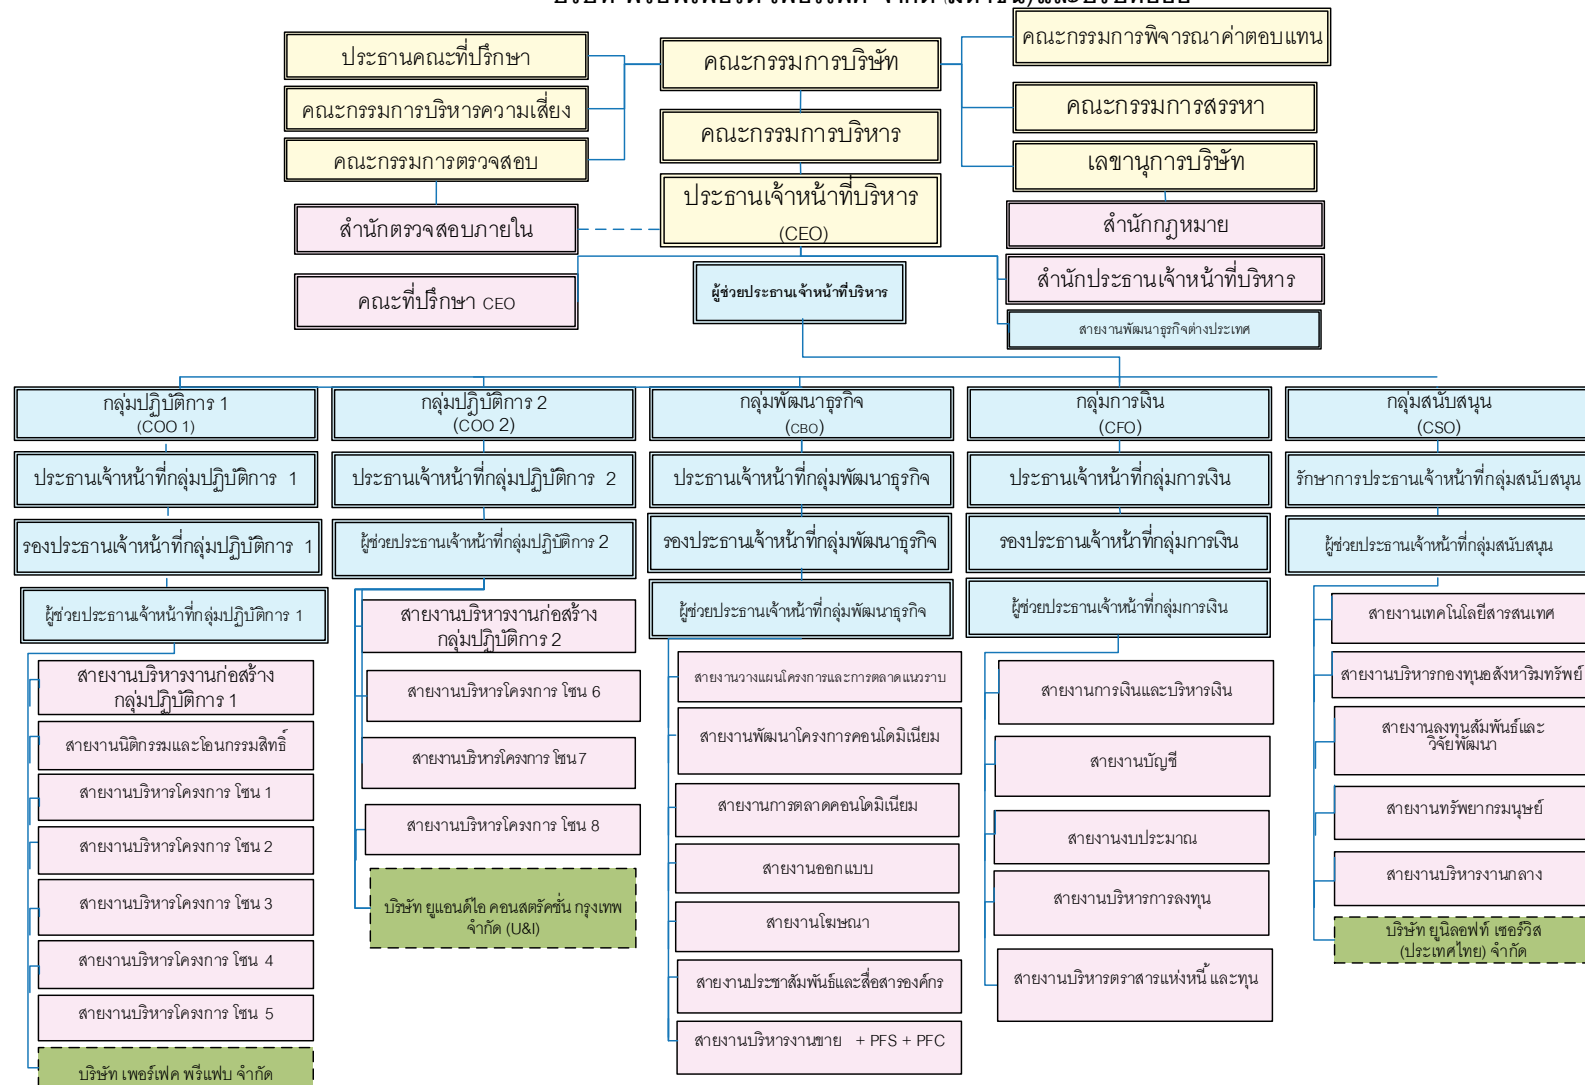 บริษัท พร็อพเพอร์ตี้ เพอร์เฟค จำกัด (มหาชน) และบริษัทย่อย
ประธานคณะที่ปรึกษา
คณะกรรมการบริษัท
คณะกรรมการพิจารณาค่าตอบแทน
คณะกรรมการบริหารความเสี่ยง
คณะกรรมการบริหาร
คณะกรรมการสรรหา
คณะกรรมการตรวจสอบ
ประธานเจ้าหน้าที่บริหาร
(CEO)
เลขานุการบริษัท
สำนักตรวจสอบภายใน
สำนักกฎหมาย
คณะที่ปรึกษา CEO
ผู้ช่วยประธานเจ้าหน้าที่บริหาร
สำนักประธานเจ้าหน้าที่บริหาร
สายงานพัฒนาธุรกิจต่างประเทศ
กลุ่มปฏิบัติการ 1
(COO 1)
ประธานเจ้าหน้าที่กลุ่มปฏิบัติการ 1
รองประธานเจ้าหน้าที่กลุ่มปฏิบัติการ 1
ผู้ช่วยประธานเจ้าหน้าที่กลุ่มปฏิบัติการ 1
สายงานบริหารงานก่อสร้าง
กลุ่มปฏิบัติการ 1
สายงานนิติกรรมและโอนกรรมสิทธิ์
สายงานบริหารโครงการ โซน 1
สายงานบริหารโครงการ โซน 2
สายงานบริหารโครงการ โซน 3
สายงานบริหารโครงการ โซน 4
สายงานบริหารโครงการ โซน 5
บริษัท เพอร์เฟค พรีแฟบ จำกัด
กลุ่มปฏิบัติการ 2
(COO 2)
ประธานเจ้าหน้าที่กลุ่มปฏิบัติการ 2
ผู้ช่วยประธานเจ้าหน้าที่กลุ่มปฏิบัติการ 2
สายงานบริหารงานก่อสร้าง
กลุ่มปฏิบัติการ 2
สายงานบริหารโครงการ โซน 6
สายงานบริหารโครงการ โซน 7
สายงานบริหารโครงการ โซน 8
บริษัท ยูแอนด์ไอ คอนสตรัคชั่น กรุงเทพ
จำกัด (U&I)
กลุ่มพัฒนาธุรกิจ
(CBO)
ประธานเจ้าหน้าที่กลุ่มพัฒนาธุรกิจ
รองประธานเจ้าหน้าที่กลุ่มพัฒนาธุรกิจ
ผู้ช่วยประธานเจ้าหน้าที่กลุ่มพัฒนาธุรกิจ
สายงานวางแผนโครงการและการตลาดแนวราบ
สายงานพัฒนาโครงการคอนโดมิเนียม
สายงานการตลาดคอนโดมิเนียม
สายงานออกแบบ
สายงานโฆษณา
สายงานประชาสัมพันธ์และสื่อสารองค์กร
สายงานบริหารงานขาย + PFS + PFC
กลุ่มการเงิน
(CFO)
ประธานเจ้าหน้าที่กลุ่มการเงิน
รองประธานเจ้าหน้าที่กลุ่มการเงิน
ผู้ช่วยประธานเจ้าหน้าที่กลุ่มการเงิน
สายงานการเงินและบริหารเงิน
สายงานบัญชี
สายงานงบประมาณ
สายงานบริหารการลงทุน
สายงานบริหารตราสารแห่งหนี้ และทุน
กลุ่มสนับสนุน
(CSO)
รักษาการประธานเจ้าหน้าที่กลุ่มสนับสนุน
ผู้ช่วยประธานเจ้าหน้าที่กลุ่มสนับสนุน
สายงานเทคโนโลยีสารสนเทศ
สายงานบริหารกองทุนอสังหาริมทรัพย์
สายงานลงทุนสัมพันธ์และ
วิจัยพัฒนา
สายงานทรัพยากรมนุษย์
สายงานบริหารงานกลาง
บริษัท ยูนิลอฟท์ เซอร์วิส
(ประเทศไทย) จำกัด